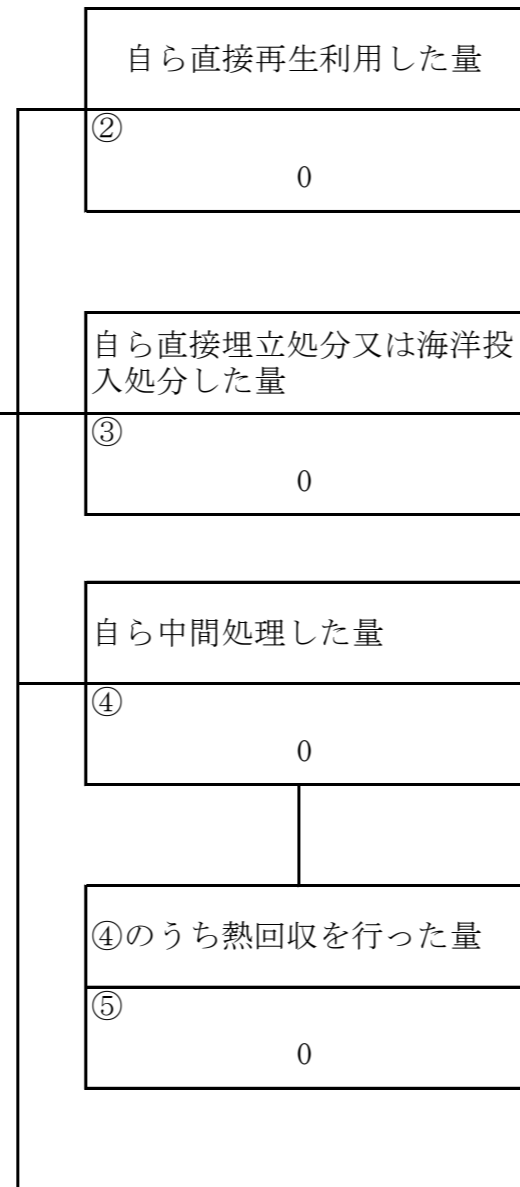 自ら直接再生利用した量
②
0
自ら直接埋立処分又は海洋投
入処分した量
③
0
自ら中間処理した量
④
0
④のうち熱回収を行った量
⑤
0